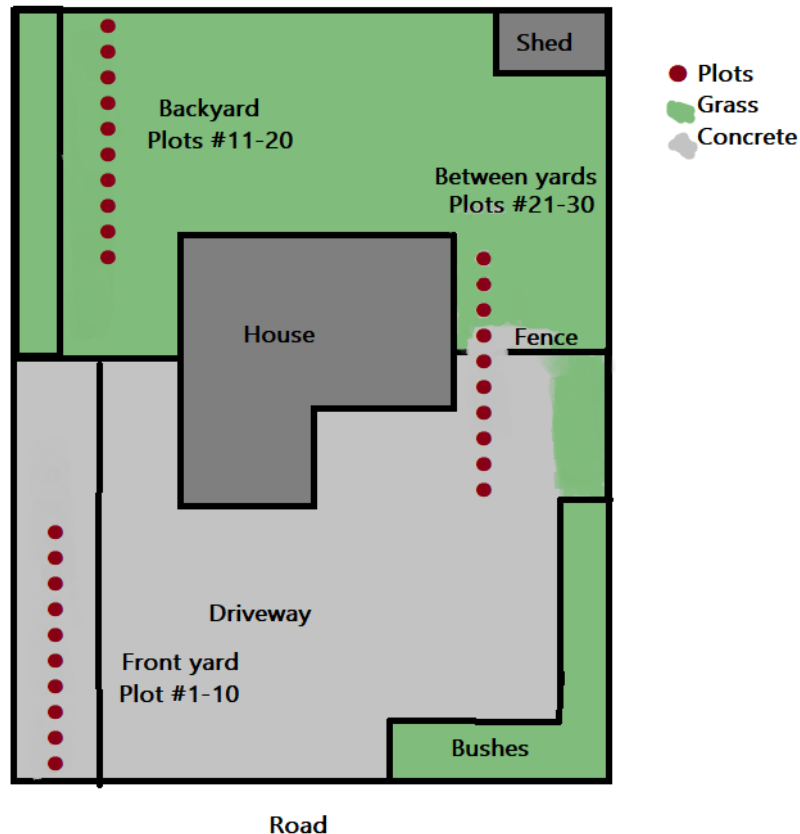 Shed
Plots
Grass
Concrete
Backyard
Plots #11-20
Between yards
Plots #21-30
House
Fence
Driveway
Front yard
Plot #1-10
Bushes
Road